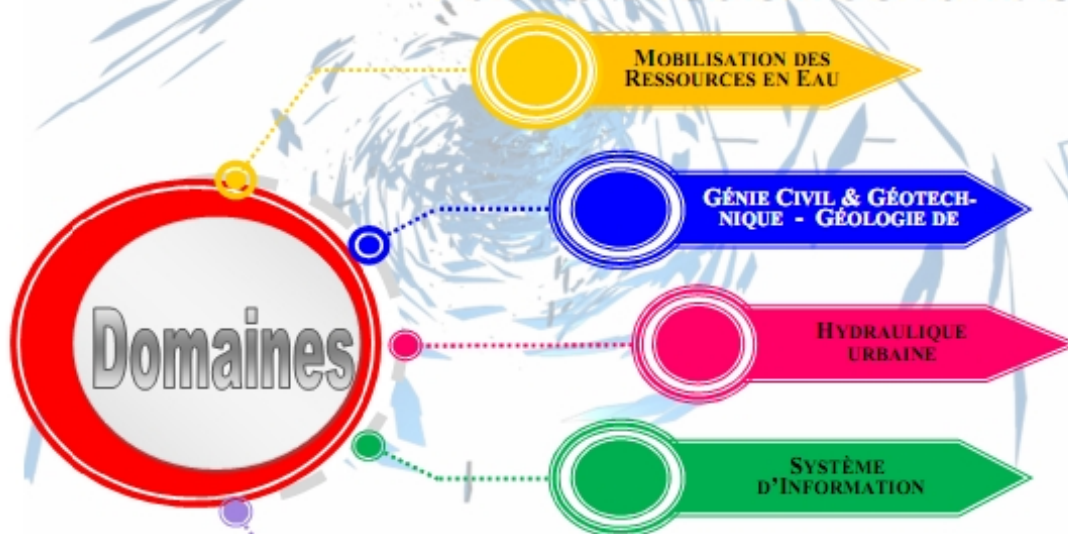 MOBILISATION DES
RESSOURCES EN EAU
GÉNIE CIVIL & GÉOTECH-
NIQUE - GÉOLOGIE DE
Domaines
HYDRAULIQUE
URBAINE
SYSTÈME
D'INFORMATION